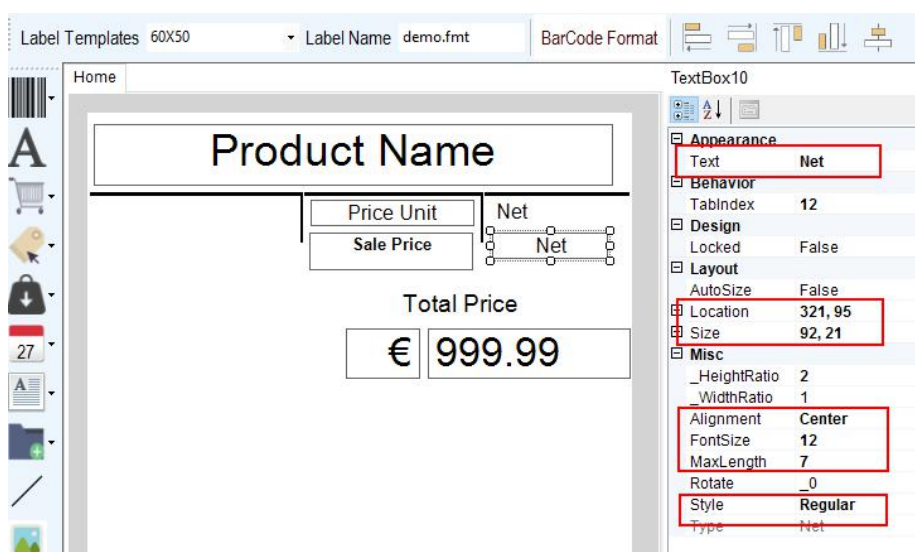 Label Templates 60X50 Label Name demo.fmt BarCode Format
Home
TextBox10
A
Z
Product Name
Price Unit Net
Sale Price Net
Total Price
€ 999.99
A
27
A
Appearance
Text Net
Behavior
TabIndex 12
Design
Locked False
Layout
AutoSize False
Location 321, 95
Size 92, 21
Misc
_HeightRatio 2
_WidthRatio 1
Alignment Center
FontSize 12
MaxLength 7
Rotate _0
Style Regular
Type Net